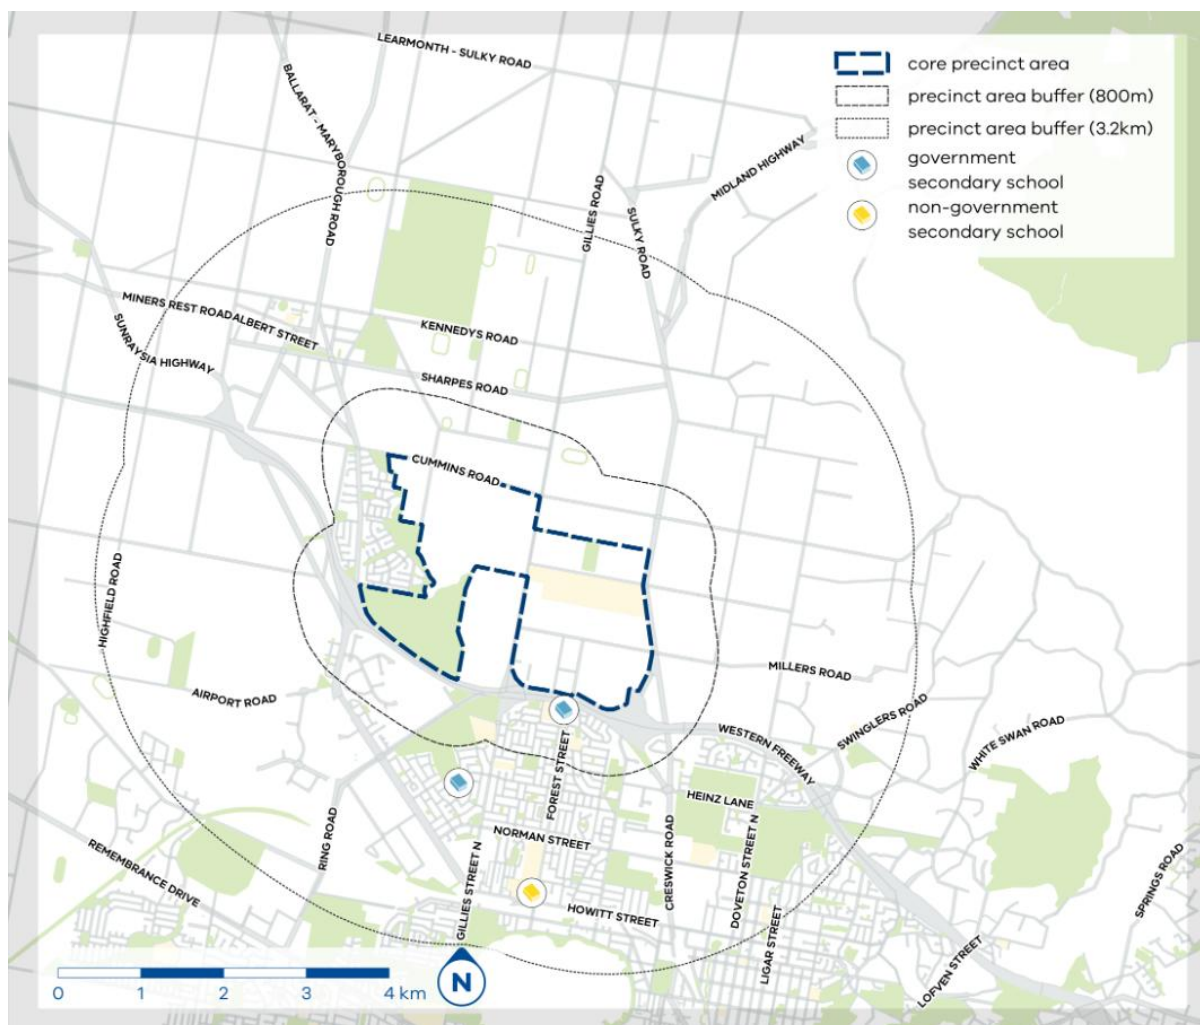 LEARMONTH - SULKY ROAD
core precinct area
precinct area buffer (800m)
precinct area buffer (3.2km)
government
secondary school
non-government
secondary school
BALLARAT - MARYBOROUGH ROAD
MIDLAND HIGHWAY
GILLIES ROAD
SULKY ROAD
MINERS REST ROAD
ALBERT STREET
SUNRAYSIA HIGHWAY
KENNEDYS ROAD
SHARPES ROAD
CUMMINS ROAD
HIGHFIELD ROAD
MILLERS ROAD
AIRPORT ROAD
SWINGLERS ROAD
WHITE SWAN ROAD
WESTERN FREEWAY
FOREST STREET
HEINZ LANE
NORMAN STREET
RING ROAD
REMEMBRANCE DRIVE
GILLIES STREET N
CRESWICK ROAD
DOVETON STREET N
SPRINGS ROAD
HOWITT STREET
LIGAR STREET
LOFVEN STREET
N
0 1 2 3 4 km